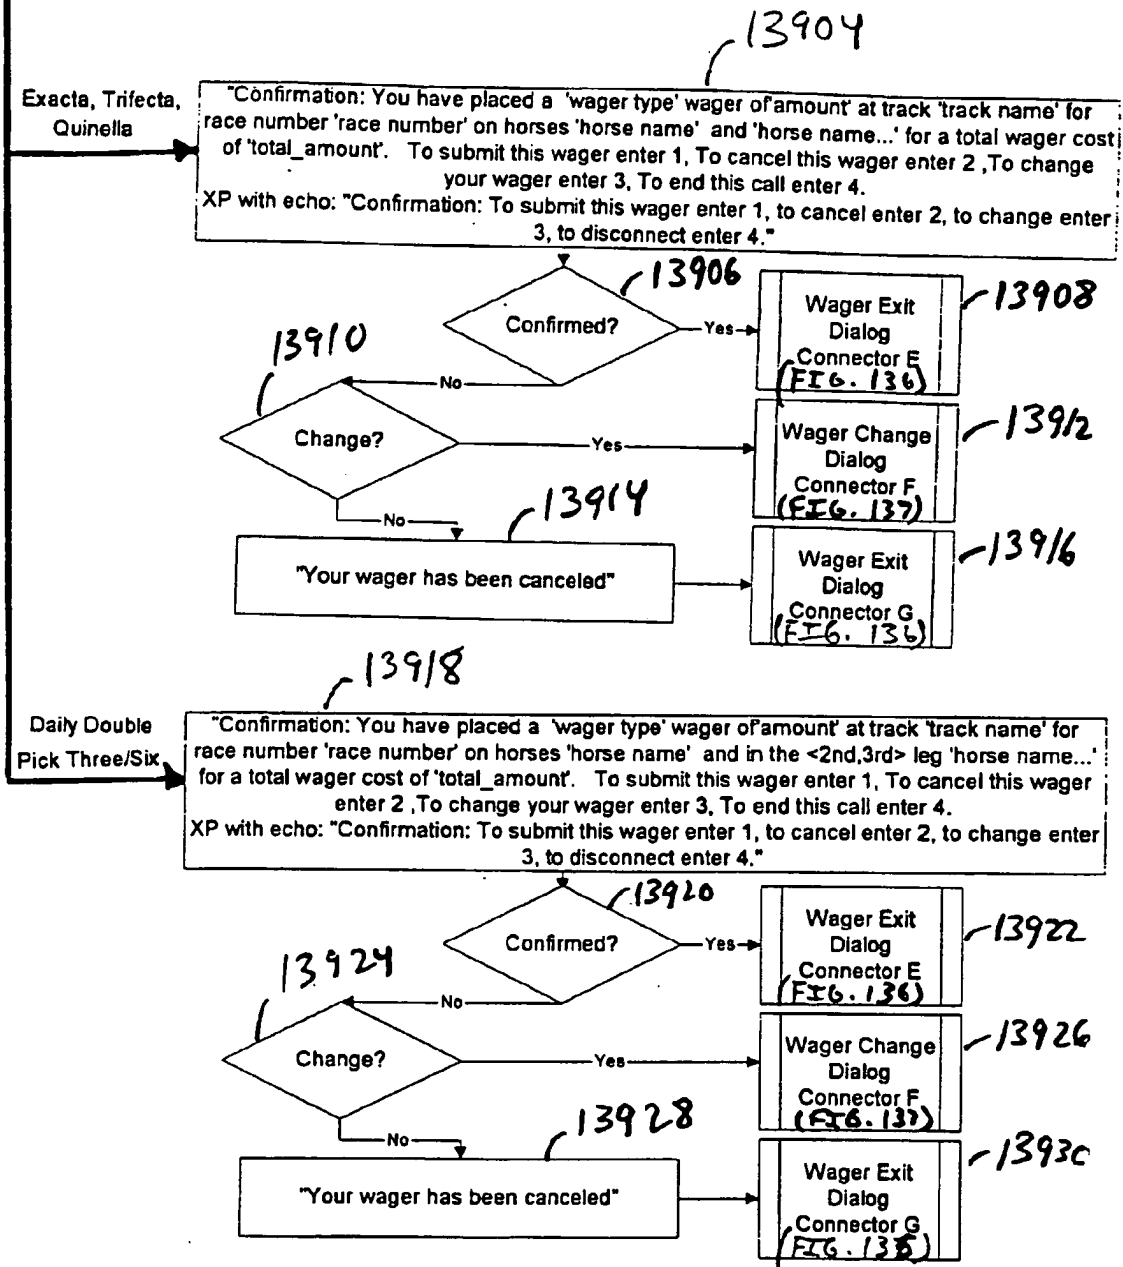 13904
Exacta, Trifecta,
Quinella
"Confirmation: You have placed a 'wager type' wager of'amount' at track 'track name' for
race number 'race number' on horses 'horse name' and 'horse name...' for a total wager cost
of 'total_amount'. To submit this wager enter 1, To cancel this wager enter 2 ,To change
your wager enter 3, To end this call enter 4.
XP with echo: "Confirmation: To submit this wager enter 1, to cancel enter 2, to change enter
3, to disconnect enter 4."
13906
Confirmed?
Yes
Wager Exit
Dialog
Connector E
(FIG. 136)
13908
13910
No
Change?
Yes
Wager Change
Dialog
Connector F
(FIG. 137)
13912
No
13914
"Your wager has been canceled"
Wager Exit
Dialog
Connector G
(FIG. 136)
13916
13918
Daily Double
Pick Three/Six
"Confirmation: You have placed a 'wager type' wager of'amount' at track 'track name' for
race number 'race number' on horses 'horse name' and in the <2nd,3rd> leg 'horse name...'
for a total wager cost of 'total_amount'. To submit this wager enter 1, To cancel this wager
enter 2 ,To change your wager enter 3, To end this call enter 4.
XP with echo: "Confirmation: To submit this wager enter 1, to cancel enter 2, to change enter
3, to disconnect enter 4."
13920
Confirmed?
Yes
Wager Exit
Dialog
Connector E
(FIG. 136)
13922
13924
No
Change?
Yes
Wager Change
Dialog
Connector F
(FIG. 137)
13926
No
13928
"Your wager has been canceled"
Wager Exit
Dialog
Connector G
13930